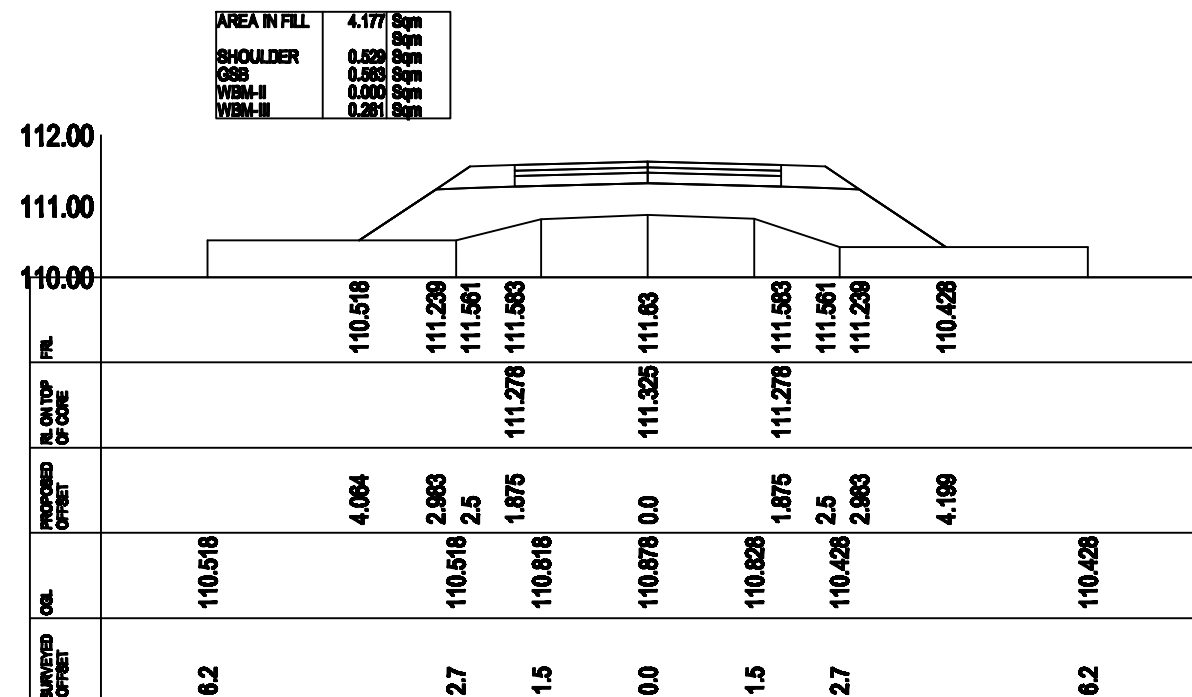 AREA IN FILL 4.177 Sqm
Sqm
SHOULDER 0.529 Sqm
GSB 0.563 Sqm
WBM-II 0.000 Sqm
WBM-III 0.281 Sqm
112.00
111.00
110.00
FRL 110.518 111.239 111.561 111.583 111.63 111.583 111.561 111.239 110.428
RL ON TOP
OF CORE
111.278 111.325 111.278
PROPOSED
OFFSET
4.064 2.983 2.5 1.875 0.0 1.875 2.5 2.983 4.199
OGL 110.518 110.518 110.818 110.878 110.828 110.428 110.428
SURVEYED
OFFSET
6.2 2.7 1.5 0.0 1.5 2.7 6.2